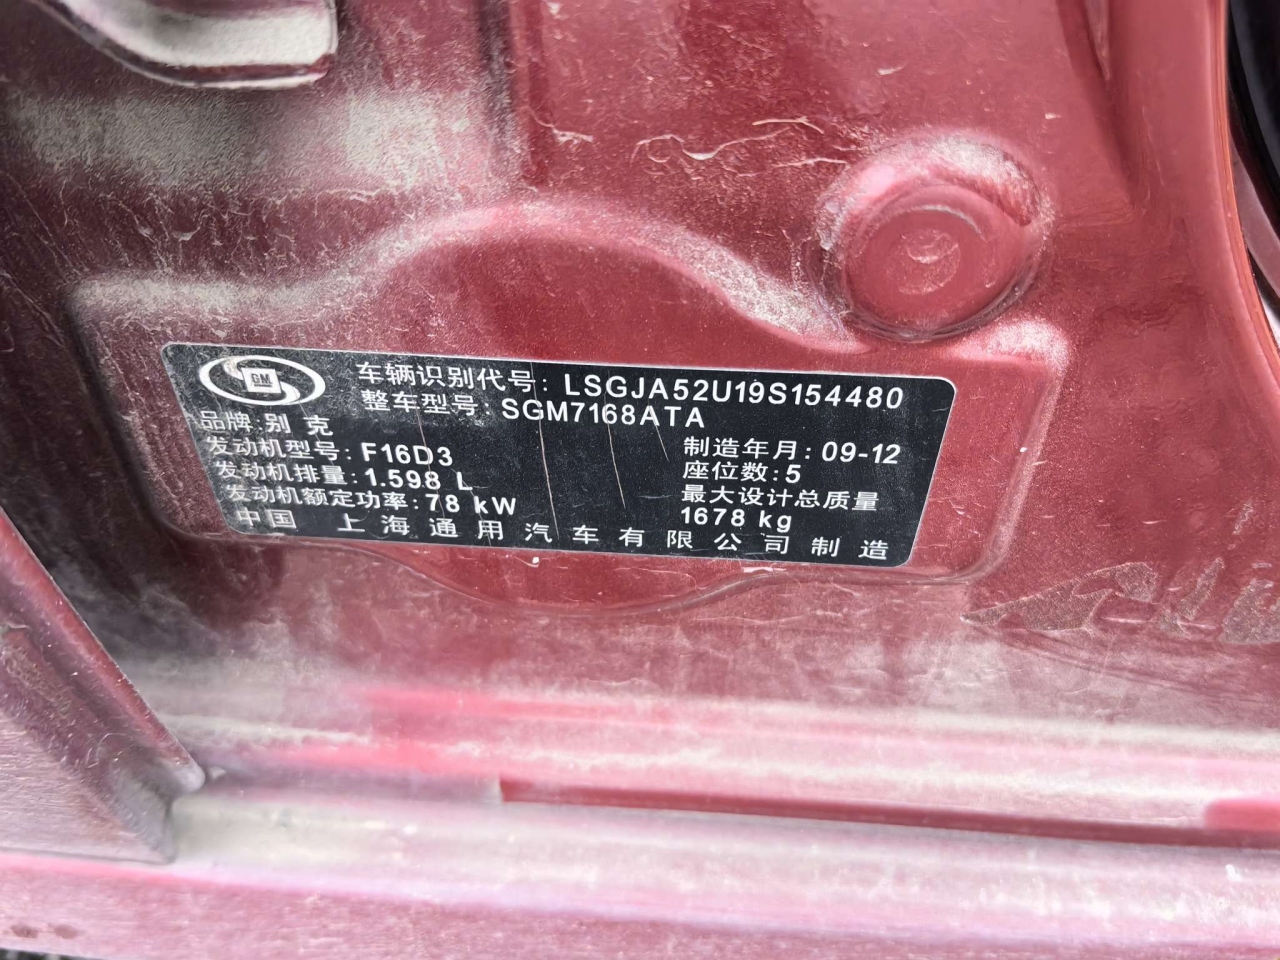 GM
车辆识别代号: LSGJA52U19S154480
整车型号: SGM7168ATA
品牌:别 克
发动机型号: F16D3
制造年月: 09-12
发动机排量:1.598 L
座位数: 5
发动机额定功率:78 kW
最大设计总质量
1678 kg
中国 上海通用汽车有限公司制造